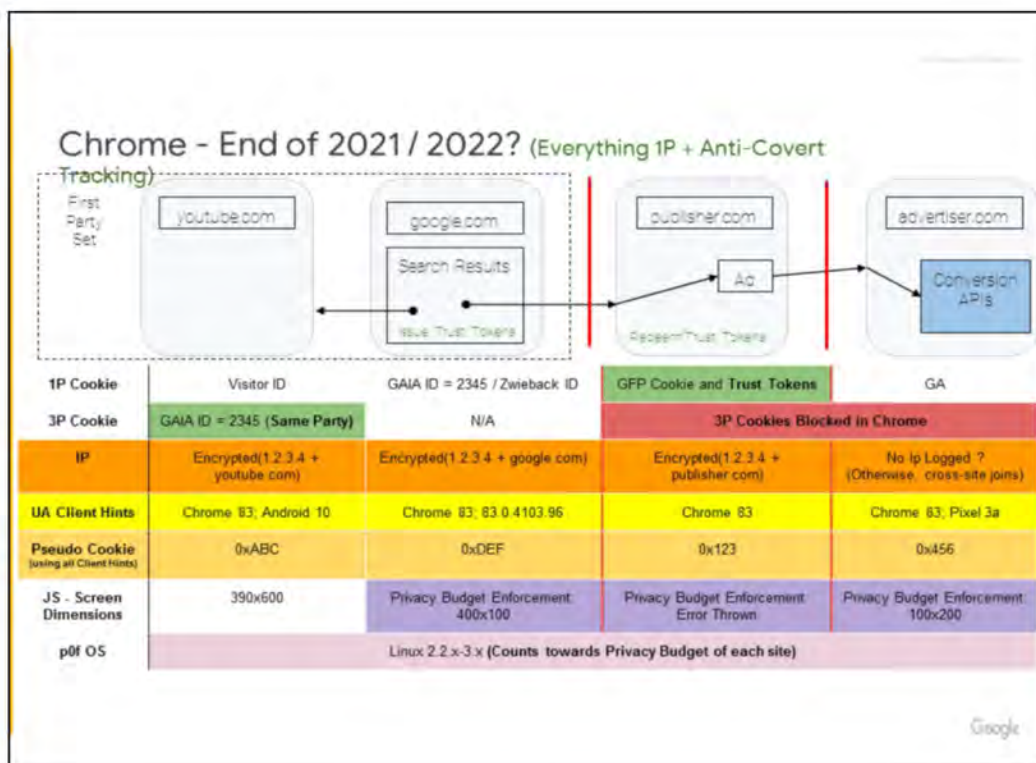 Chrome - End of 2021 / 2022? (Everything 1P + Anti-Covert
Tracking)
First
Party
Set
youtube.com
google.com
publisher.com
advertiser.com
Search Results
Ad
Conversion
APIs
Issue Trust Tokens
Redeem Trust Tokens
1P Cookie
Visitor ID
GAIA ID = 2345 / Zwieback ID
GFP Cookie and Trust Tokens
GA
3P Cookie
GAIA ID = 2345 (Same Party)
N/A
3P Cookies Blocked in Chrome
IP
Encrypted(1.2.3.4 +
youtube com)
Encrypted(1.2.3.4 + google com)
Encrypted(1.2.3.4 +
publisher com)
No Ip Logged ?
(Otherwise, cross-site joins)
UA Client Hints
Chrome 83; Android 10
Chrome 83; 83.0.4103.96
Chrome 83
Chrome 83; Pixel 3a
Pseudo Cookie
(using all Client Hints)
0xABC
0xDEF
0x123
0x456
JS - Screen
Dimensions
390x600
Privacy Budget Enforcement:
400x100
Privacy Budget Enforcement:
Error Thrown
Privacy Budget Enforcement:
100x200
p0f OS
Linux 2.2.x-3.x (Counts towards Privacy Budget of each site)
Google